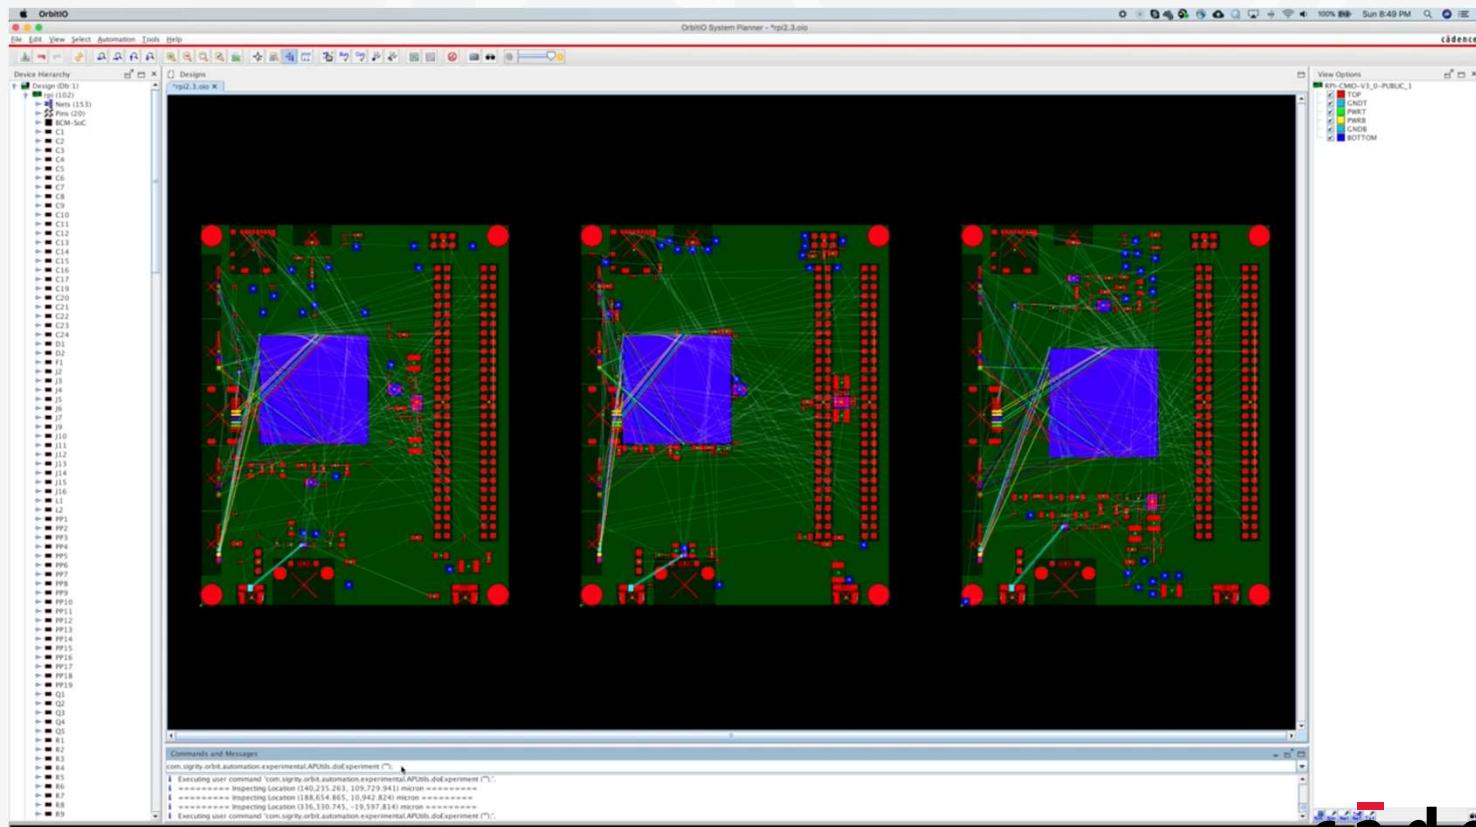 OrbitIO
100%
Sun 8:49 PM
OrbitIO System Planner - *rpi2.3.oio
File Edit View Select Automation Tools Help
cādence
Device Hierarchy
Design (Db:1)
rpi (102)
Nets (153)
Pins (20)
BCM-SoC
C1
C2
C3
C4
C5
C6
C7
C8
C9
C10
C11
C12
C13
C14
C15
C16
C17
C19
C20
C21
C22
C23
C24
D1
D2
F1
J2
J3
J4
J5
J6
J7
J9
J10
J11
J12
J13
J14
J15
J16
L1
L2
PP1
PP2
PP3
PP4
PP5
PP6
PP7
PP8
PP9
PP10
PP11
PP12
PP13
PP14
PP15
PP16
PP17
PP18
PP19
Q1
Q2
Q3
Q4
Q5
R1
R2
R3
R4
R5
R6
R7
R8
R9
Designs
*rpi2.3.oio
View Options
RPI-CMIO-V3_0-PUBLIC_1
TOP
GNDT
PWRT
PWRB
GNDB
BOTTOM
Commands and Messages
com.sigrity.orbit.automation.experimental.APUtils.doExperiment ("");
Executing user command 'com.sigrity.orbit.automation.experimental.APUtils.doExperiment ("");'.
========= Inspecting Location (140,235.263, 109,729.941) micron =========
========= Inspecting Location (188,654.865, 10,942.824) micron =========
========= Inspecting Location (336,330.745, -19,597.814) micron =========
Executing user command 'com.sigrity.orbit.automation.experimental.APUtils.doExperiment ("");'.